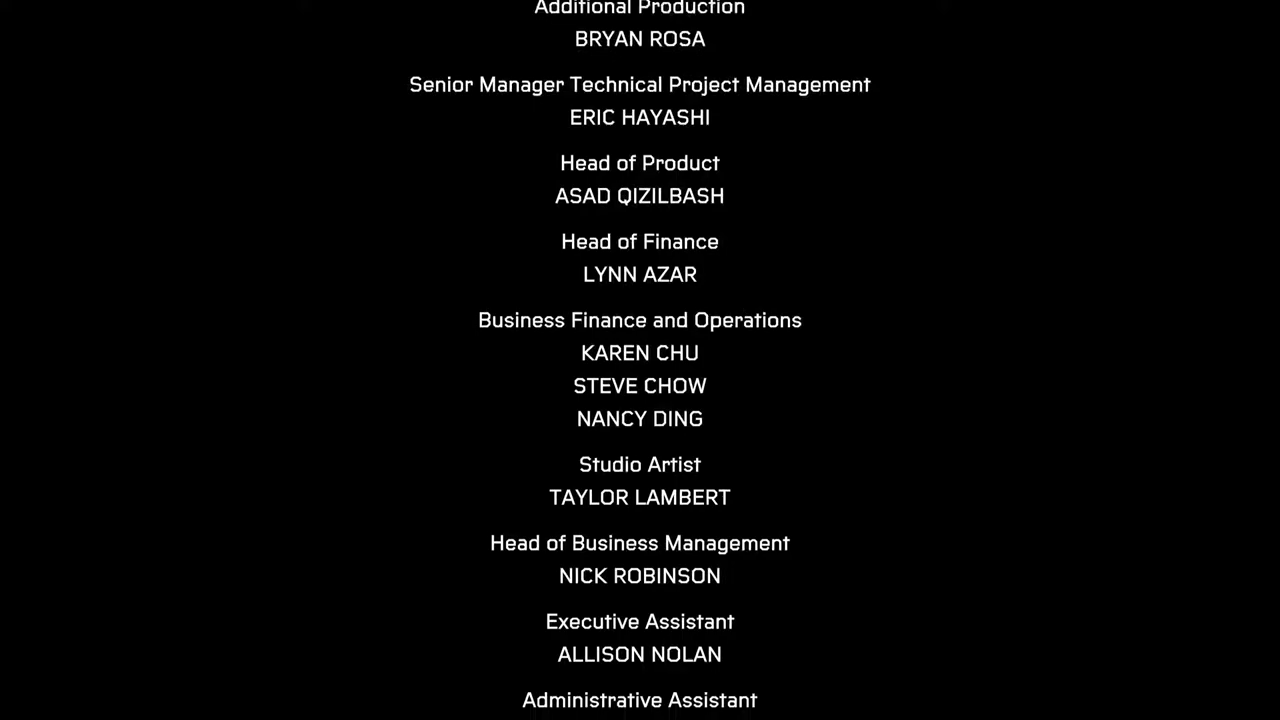 Additional Production
BRYAN ROSA
Senior Manager Technical Project Management
ERIC HAYASHI
Head of Product
ASAD QIZILBASH
Head of Finance
LYNN AZAR
Business Finance and Operations
KAREN CHU
STEVE CHOW
NANCY DING
Studio Artist
TAYLOR LAMBERT
Head of Business Management
NICK ROBINSON
Executive Assistant
ALLISON NOLAN
Administrative Assistant